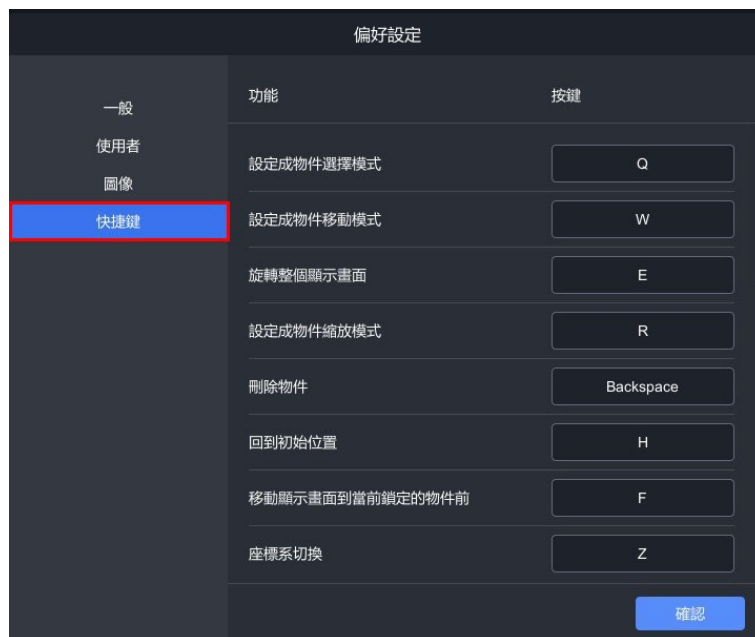 偏好設定
一般
使用者
圖像
快捷鍵
功能 按鍵
設定成物件選擇模式 Q
設定成物件移動模式 W
旋轉整個顯示畫面 E
設定成物件縮放模式 R
刪除物件 Backspace
回到初始位置 H
移動顯示畫面到當前鎖定的物件前 F
座標系切換 Z
確認